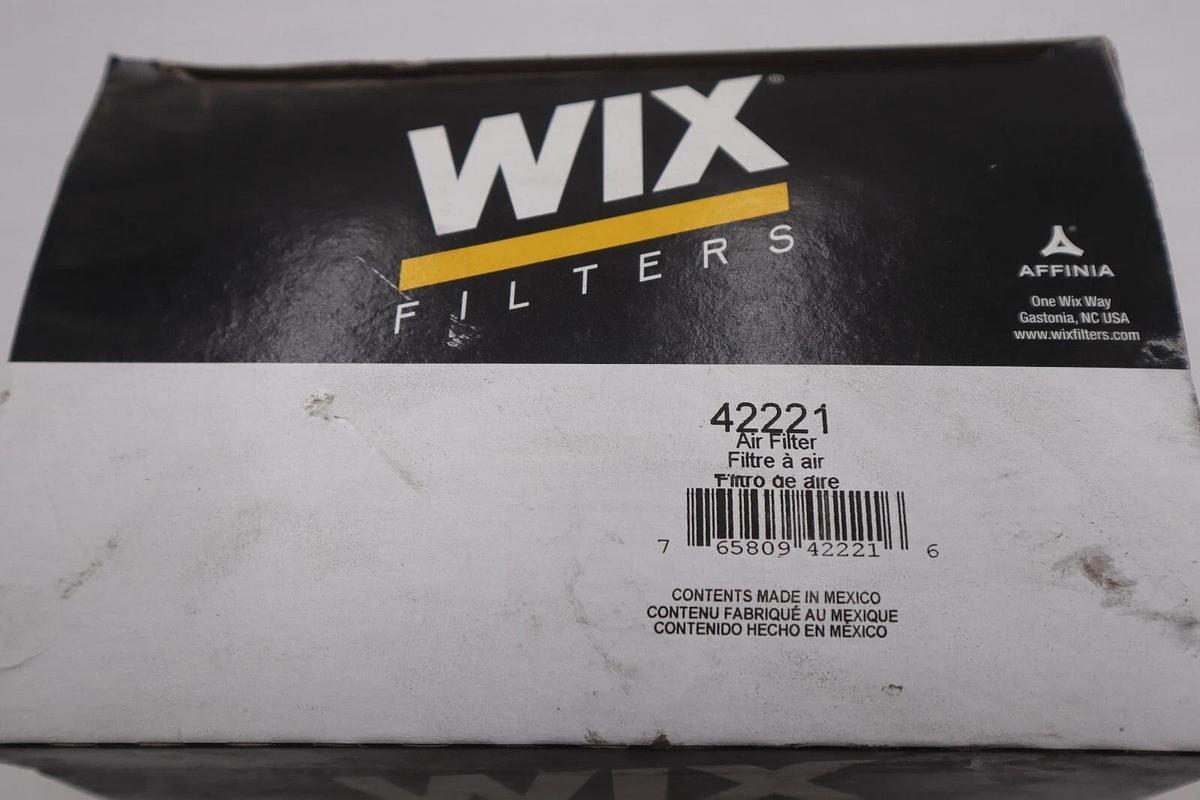 WIX®
FILTERS
AFFINIA
One Wix Way
Gastonia, NC USA
www.wixfilters.com
42221
Air Filter
Filtre à air
Filtro de aire
7 65809 42221 6
CONTENTS MADE IN MEXICO
CONTENU FABRIQUÉ AU MEXIQUE
CONTENIDO HECHO EN MÉXICO
WIX